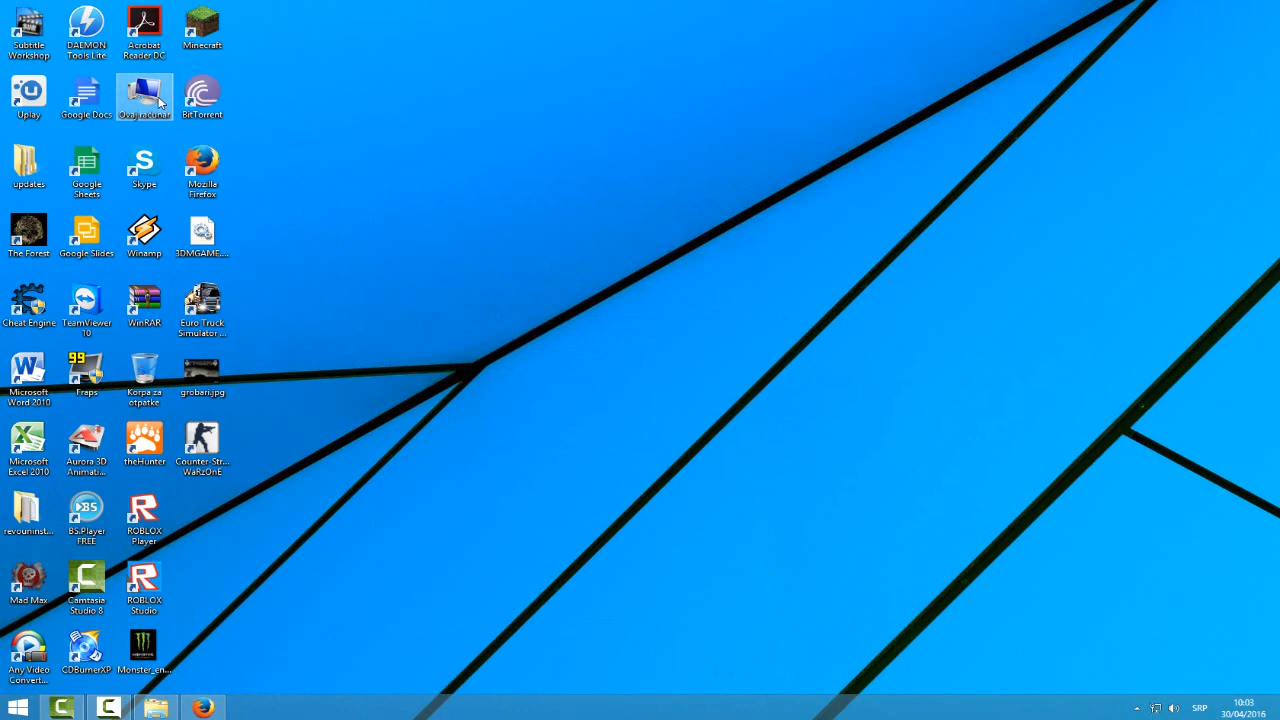 Subtitle
Workshop
DAEMON
Tools Lite
Acrobat
Reader DC
Minecraft
Uplay
Google Docs
Ovaj računar
BitTorrent
updates
Google
Sheets
Skype
Mozilla
Firefox
The Forest
Google Slides
Winamp
3DMGAME....
Cheat Engine
TeamViewer
10
WinRAR
Euro Truck
Simulator ...
Microsoft
Word 2010
99
Fraps
Korpa za
otpatke
grobari.jpg
Microsoft
Excel 2010
Aurora 3D
Animati...
theHunter
Counter-Str...
WaRzOnE
revouninst...
BS
BS.Player
FREE
ROBLOX
Player
Mad Max
Camtasia
Studio 8
ROBLOX
Studio
Any Video
Convert...
CDBurnerXP
Monster_en...
SRP
10:03
30/04/2016